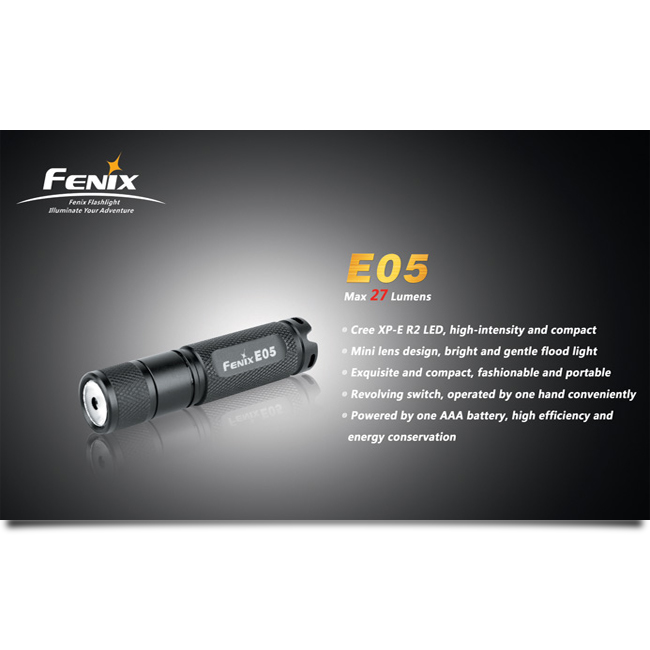 FENIX
Fenix Flashlight
Illuminate Your Adventure
E05
Max 27 Lumens
Cree XP-E R2 LED, high-intensity and compact
Mini lens design, bright and gentle flood light
Exquisite and compact, fashionable and portable
Revolving switch, operated by one hand conveniently
Powered by one AAA battery, high efficiency and
energy conservation
FENIX E05